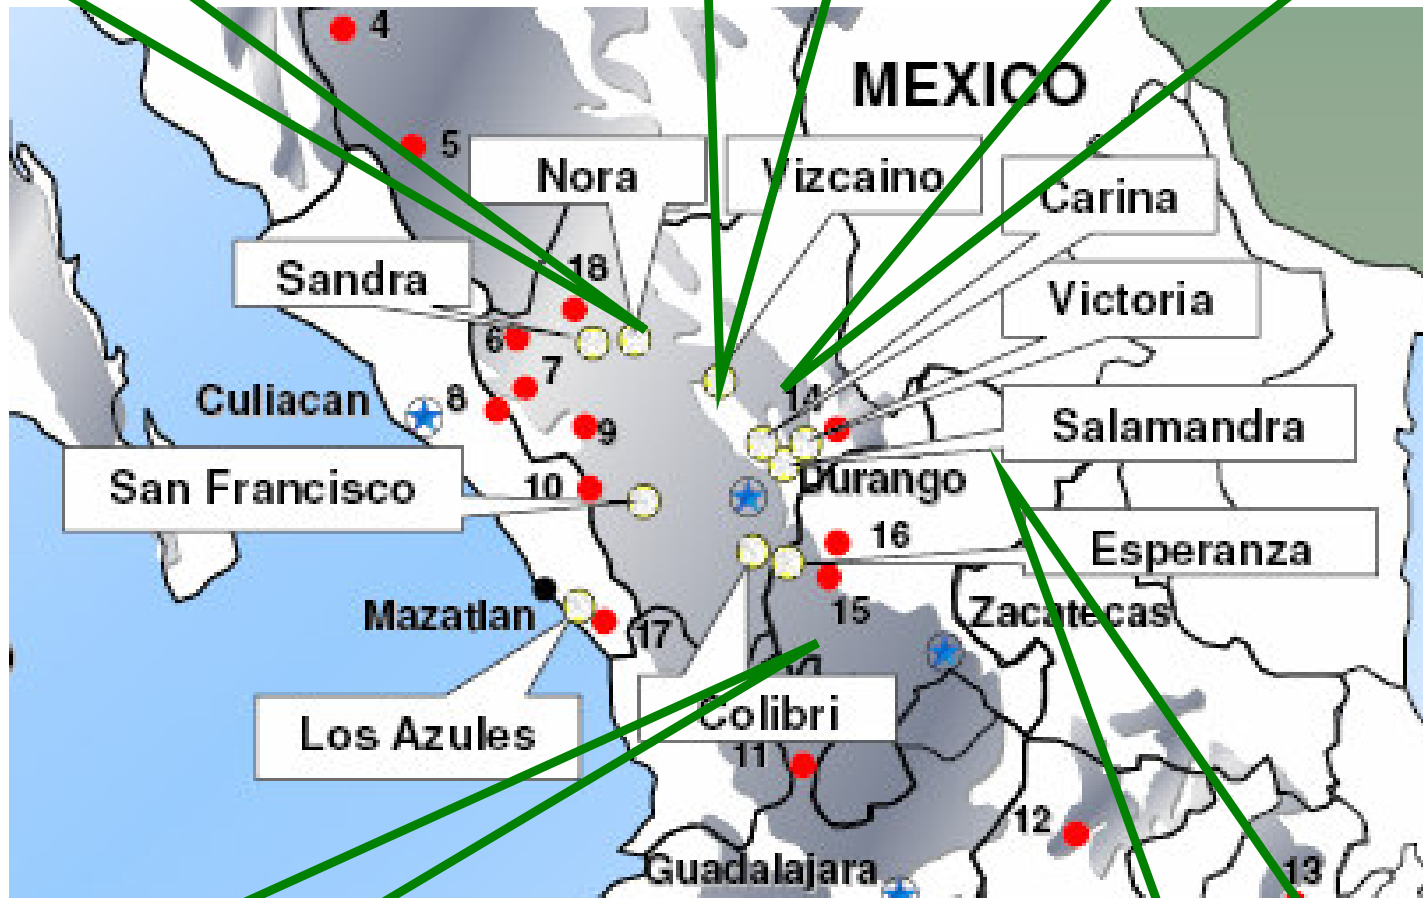 4
MEXICO
5
Nora
Vizcaino
Carina
18
Sandra
Victoria
6
7
Culiacan
8
14
9
Salamandra
San Francisco
10
Durango
16
Esperanza
15
Mazatlan
17
Zacatecas
Colibri
Los Azules
11
12
Guadalajara
13